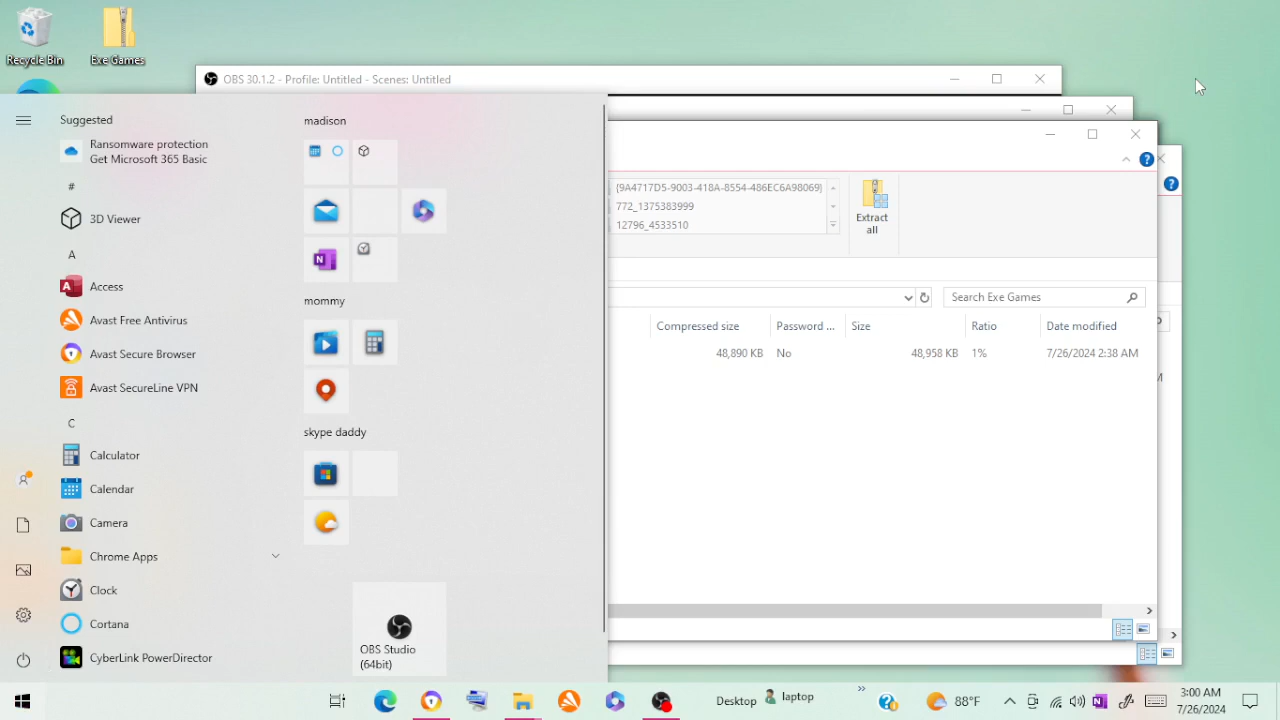 Recycle Bin
Exe Games
OBS 30.1.2 - Profile: Untitled - Scenes: Untitled
Suggested
Ransomware protection
Get Microsoft 365 Basic
#
3D Viewer
A
Access
Avast Free Antivirus
Avast Secure Browser
Avast SecureLine VPN
C
Calculator
Calendar
Camera
Chrome Apps
Clock
Cortana
CyberLink PowerDirector
madison
mommy
skype daddy
OBS Studio
(64bit)
{9A4717D5-9003-418A-8554-486EC6A98069}
772_1375383999
12796_4533510
Extract
all
Search Exe Games
Compressed size
Password ...
Size
Ratio
Date modified
48,890 KB
No
48,958 KB
1%
7/26/2024 2:38 AM
Desktop
laptop
88°F
3:00 AM
7/26/2024